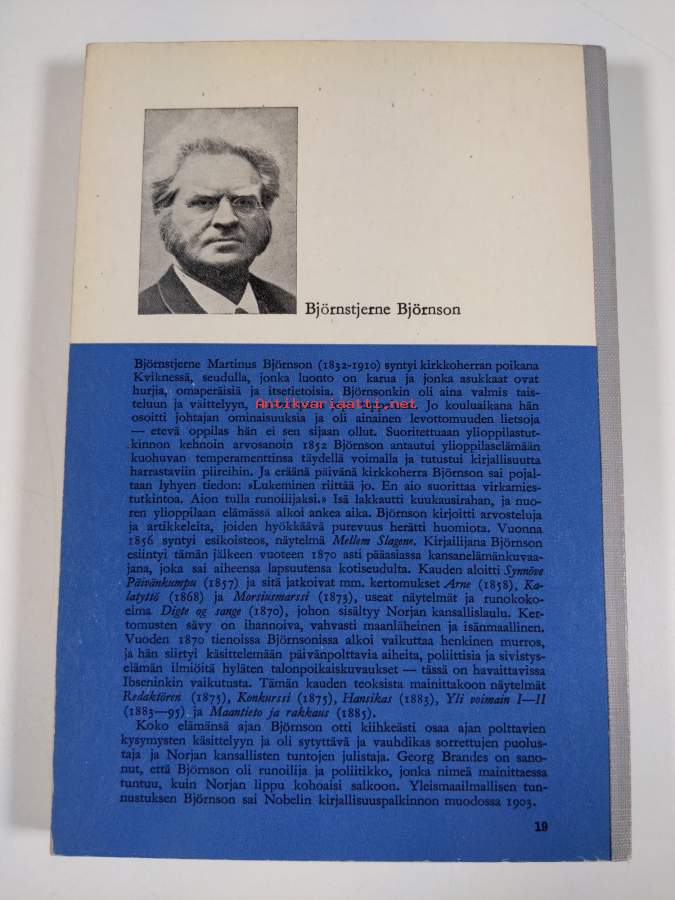 Björnstjerne Björnson
Björnstjerne Martinus Björnson (1832-1910) syntyi kirkkoherran poikana
Kviknessä, seudulla, jonka luonto on karua ja jonka asukkaat ovat
hurjia, omaperäisiä ja itsetietoisia. Björnsonkin oli aina valmis tais-
teluun ja väittelyyn,
Antikvariaatti.net
Jo kouluaikana hän
osoitti johtajan ominaisuuksia ja oli ainainen levottomuuden lietsoja
— etevä oppilas hän ei sen sijaan ollut. Suoritettuaan ylioppilastut-
kinnon kehnoin arvosanoin 1852 Björnson antautui ylioppilaselämään
kuohuvan temperamenttinsa täydellä voimalla ja tutustui kirjallisuutta
harrastaviin piireihin. Ja eräänä päivänä kirkkoherra Björnson sai pojal-
taan lyhyen tiedon: »Lukeminen riittää jo. En aio suorittaa virkamies-
tutkintoa. Aion tulla runoilijaksi.» Isä lakkautti kuukausirahan, ja nuo-
ren ylioppilaan elämässä alkoi ankea aika. Björnson kirjoitti arvosteluja
ja artikkeleita, joiden hyökkäävä purevuus herätti huomiota. Vuonna
1856 syntyi esikoisteos, näytelmä Mellem Slagene. Kirjailijana Björnson
esiintyi tämän jälkeen vuoteen 1870 asti pääasiassa kansanelämänkuvaa-
jana, joka sai aiheensa lapsuutensa kotiseudulta. Kauden aloitti Synnöve
Päivänkumpu (1857) ja sitä jatkoivat mm. kertomukset Arne (1858), Ka-
latyttö (1868) ja Morsiusmarssi (1873), useat näytelmät ja runokoko-
elma Digte og sange (1870), johon sisältyy Norjan kansallislaulu. Ker-
tomusten sävy on ihannoiva, vahvasti maanläheinen ja isänmaallinen.
Vuoden 1870 tienoissa Björnsonissa alkoi vaikuttaa henkinen murros,
ja hän siirtyi käsittelemään päivänpolttavia aiheita, poliittisia ja sivistys-
elämän ilmiöitä hyläten talonpoikaiskuvaukset — tässä on havaittavissa
Ibseninkin vaikutusta. Tämän kauden teoksista mainittakoon näytelmät
Redaktören (1875), Konkurssi (1875), Hansikas (1883), Yli voimain I—II
(1883—95) ja Maantieto ja rakkaus (1885).
Koko elämänsä ajan Björnson otti kiihkeästi osaa ajan polttavien
kysymysten käsittelyyn ja oli sytyttävä ja vauhdikas sorrettujen puolus-
taja ja Norjan kansallisten tuntojen julistaja. Georg Brandes on sano-
nut, että Björnson oli runoilija ja poliitikko, jonka nimeä mainittaessa
tuntuu, kuin Norjan lippu kohoaisi salkoon. Yleismaailmallisen tun-
nustuksen Björnson sai Nobelin kirjallisuuspalkinnon muodossa 1903.
19